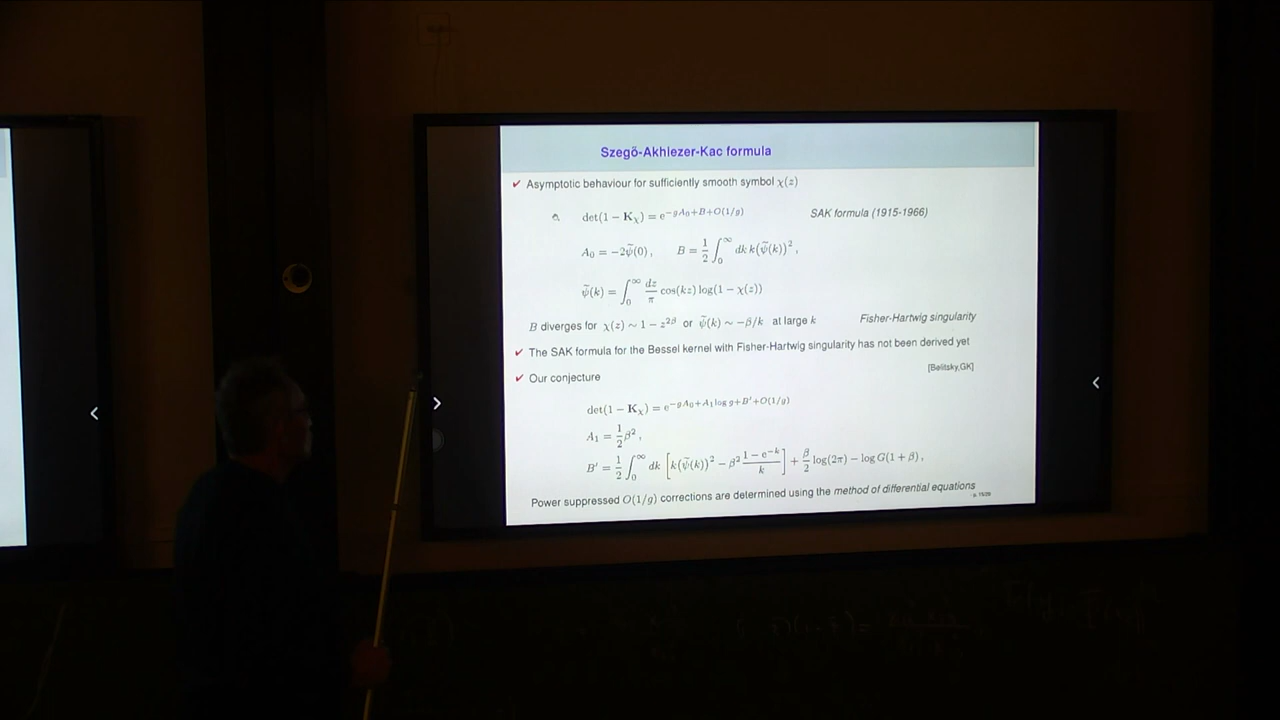 Szegő-Akhiezer-Kac formula
✔ Asymptotic behaviour for sufficiently smooth symbol χ(z)
det(1 − K_χ) = e^{−gA_0+B+O(1/g)} SAK formula (1915-1966)
A_0 = −2ψ̃(0), B = 1/2 ∫_0^∞ dk k(ψ̃(k))^2,
ψ̃(k) = ∫_0^∞ dz/π cos(kz) log(1 − χ(z))
B diverges for χ(z) ∼ 1 − z^{2β} or ψ̃(k) ∼ −β/k at large k Fisher-Hartwig singularity
✔ The SAK formula for the Bessel kernel with Fisher-Hartwig singularity has not been derived yet
✔ Our conjecture [Belitsky,GK]
det(1 − K_χ) = e^{−gA_0+A_1 log g+B′+O(1/g)}
A_1 = 1/2 β^2,
B′ = 1/2 ∫_0^∞ dk [k(ψ̃(k))^2 − β^2 (1 − e^{−k})/k] + β/2 log(2π) − log G(1 + β),
Power suppressed O(1/g) corrections are determined using the method of differential equations